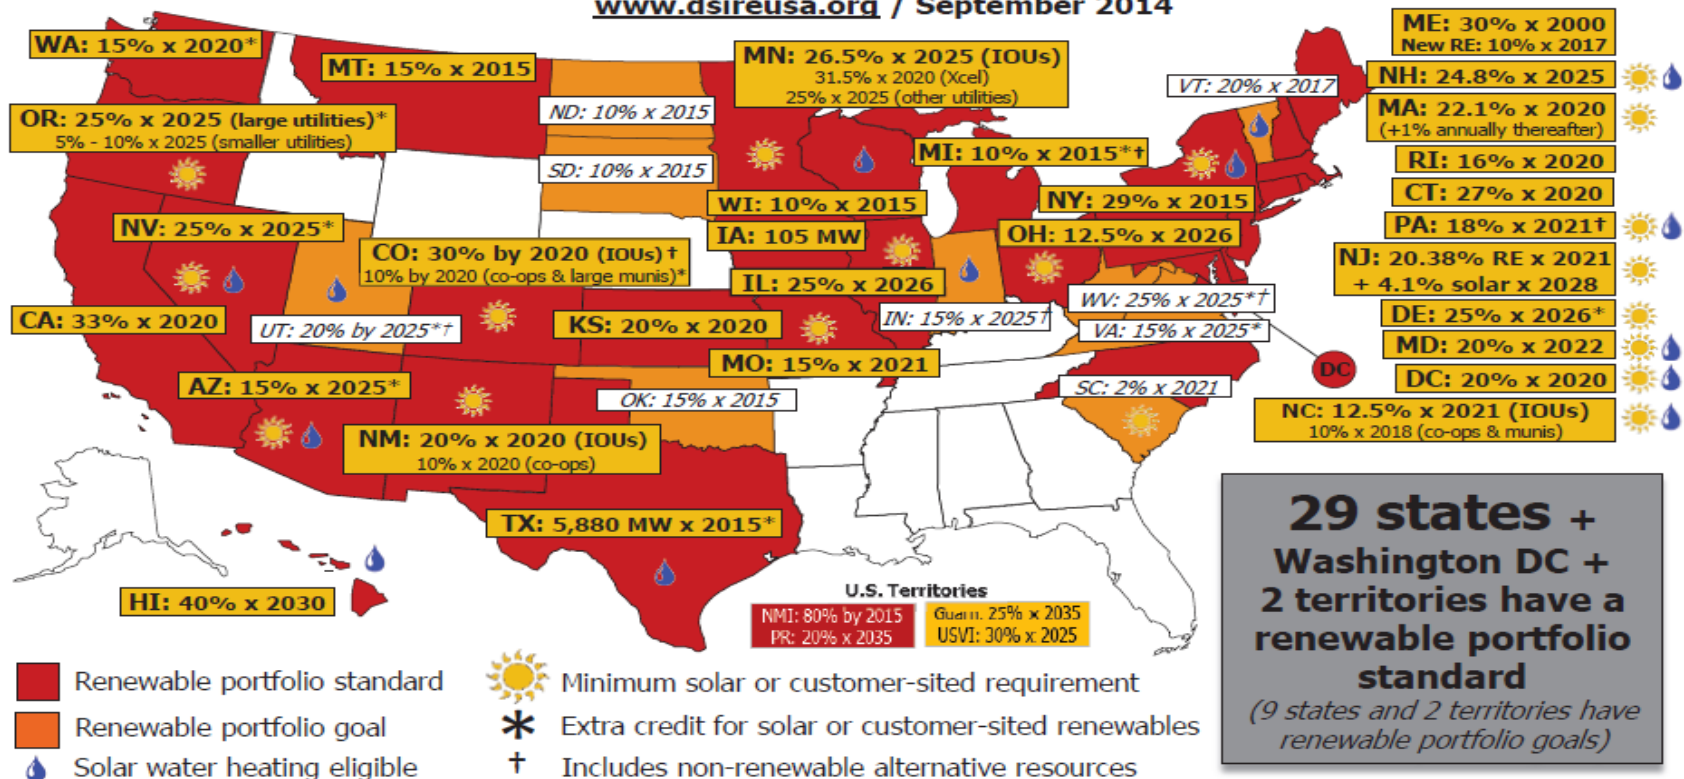 www.dsireusa.org / September 2014
WA: 15% x 2020*
MT: 15% x 2015
MN: 26.5% x 2025 (IOUs)
31.5% x 2020 (Xcel)
25% x 2025 (other utilities)
ME: 30% x 2000
New RE: 10% x 2017
VT: 20% x 2017
NH: 24.8% x 2025
ND: 10% x 2015
MA: 22.1% x 2020
(+1% annually thereafter)
OR: 25% x 2025 (large utilities)*
5% - 10% x 2025 (smaller utilities)
SD: 10% x 2015
MI: 10% x 2015*†
RI: 16% x 2020
WI: 10% x 2015
NY: 29% x 2015
CT: 27% x 2020
NV: 25% x 2025*
IA: 105 MW
OH: 12.5% x 2026
PA: 18% x 2021†
CO: 30% by 2020 (IOUs)†
10% by 2020 (co-ops & large munis)*
NJ: 20.38% RE x 2021
+ 4.1% solar x 2028
IL: 25% x 2026
WV: 25% x 2025*†
CA: 33% x 2020
UT: 20% by 2025*†
KS: 20% x 2020
IN: 15% x 2025†
VA: 15% x 2025*
DE: 25% x 2026*
MD: 20% x 2022
MO: 15% x 2021
DC
DC: 20% x 2020
AZ: 15% x 2025*
OK: 15% x 2015
SC: 2% x 2021
NC: 12.5% x 2021 (IOUs)
10% x 2018 (co-ops & munis)
NM: 20% x 2020 (IOUs)
10% x 2020 (co-ops)
TX: 5,880 MW x 2015*
HI: 40% x 2030
U.S. Territories
NMI: 80% by 2015
PR: 20% x 2035
Guam: 25% x 2035
USVI: 30% x 2025
29 states +
Washington DC +
2 territories have a
renewable portfolio
standard
(9 states and 2 territories have
renewable portfolio goals)
Renewable portfolio standard
Renewable portfolio goal
Solar water heating eligible
Minimum solar or customer-sited requirement
* Extra credit for solar or customer-sited renewables
† Includes non-renewable alternative resources